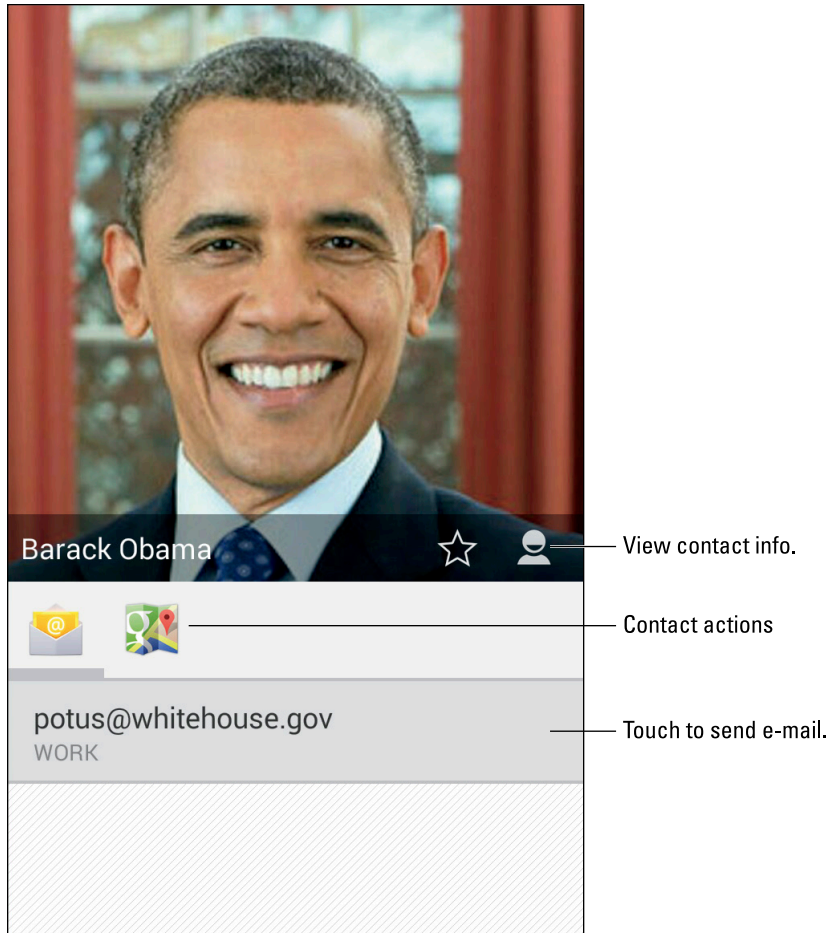 Barack Obama
View contact info.
Contact actions
@
g
potus@whitehouse.gov
WORK
Touch to send e-mail.